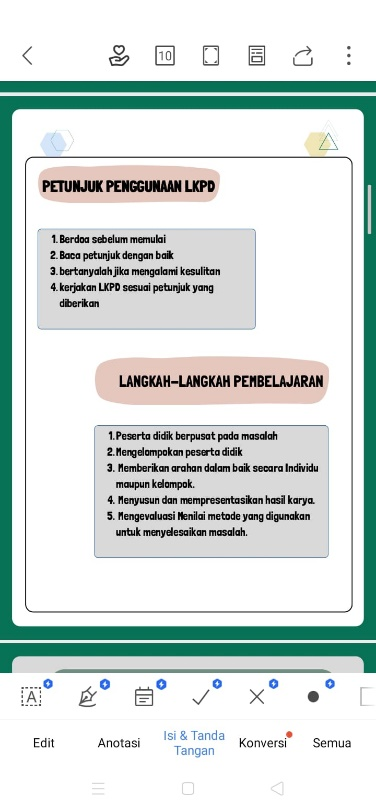 10
PETUNJUK PENGGUNAAN LKPD
1. Berdoa sebelum memulai
2. Baca petunjuk dengan baik
3. bertanyalah jika mengalami kesulitan
4. kerjakan LKPD sesuai petunjuk yang
diberikan
LANGKAH-LANGKAH PEMBELAJARAN
1. Peserta didik berpusat pada masalah
2. Mengelompokan peserta didik
3. Memberikan arahan dalam baik secara Individu
maupun kelompok.
4. Menyusun dan mempresentasikan hasil karya.
5. Mengevaluasi Menilai metode yang digunakan
untuk menyelesaikan masalah.
A
Edit Anotasi Isi & Tanda Tangan Konversi Semua